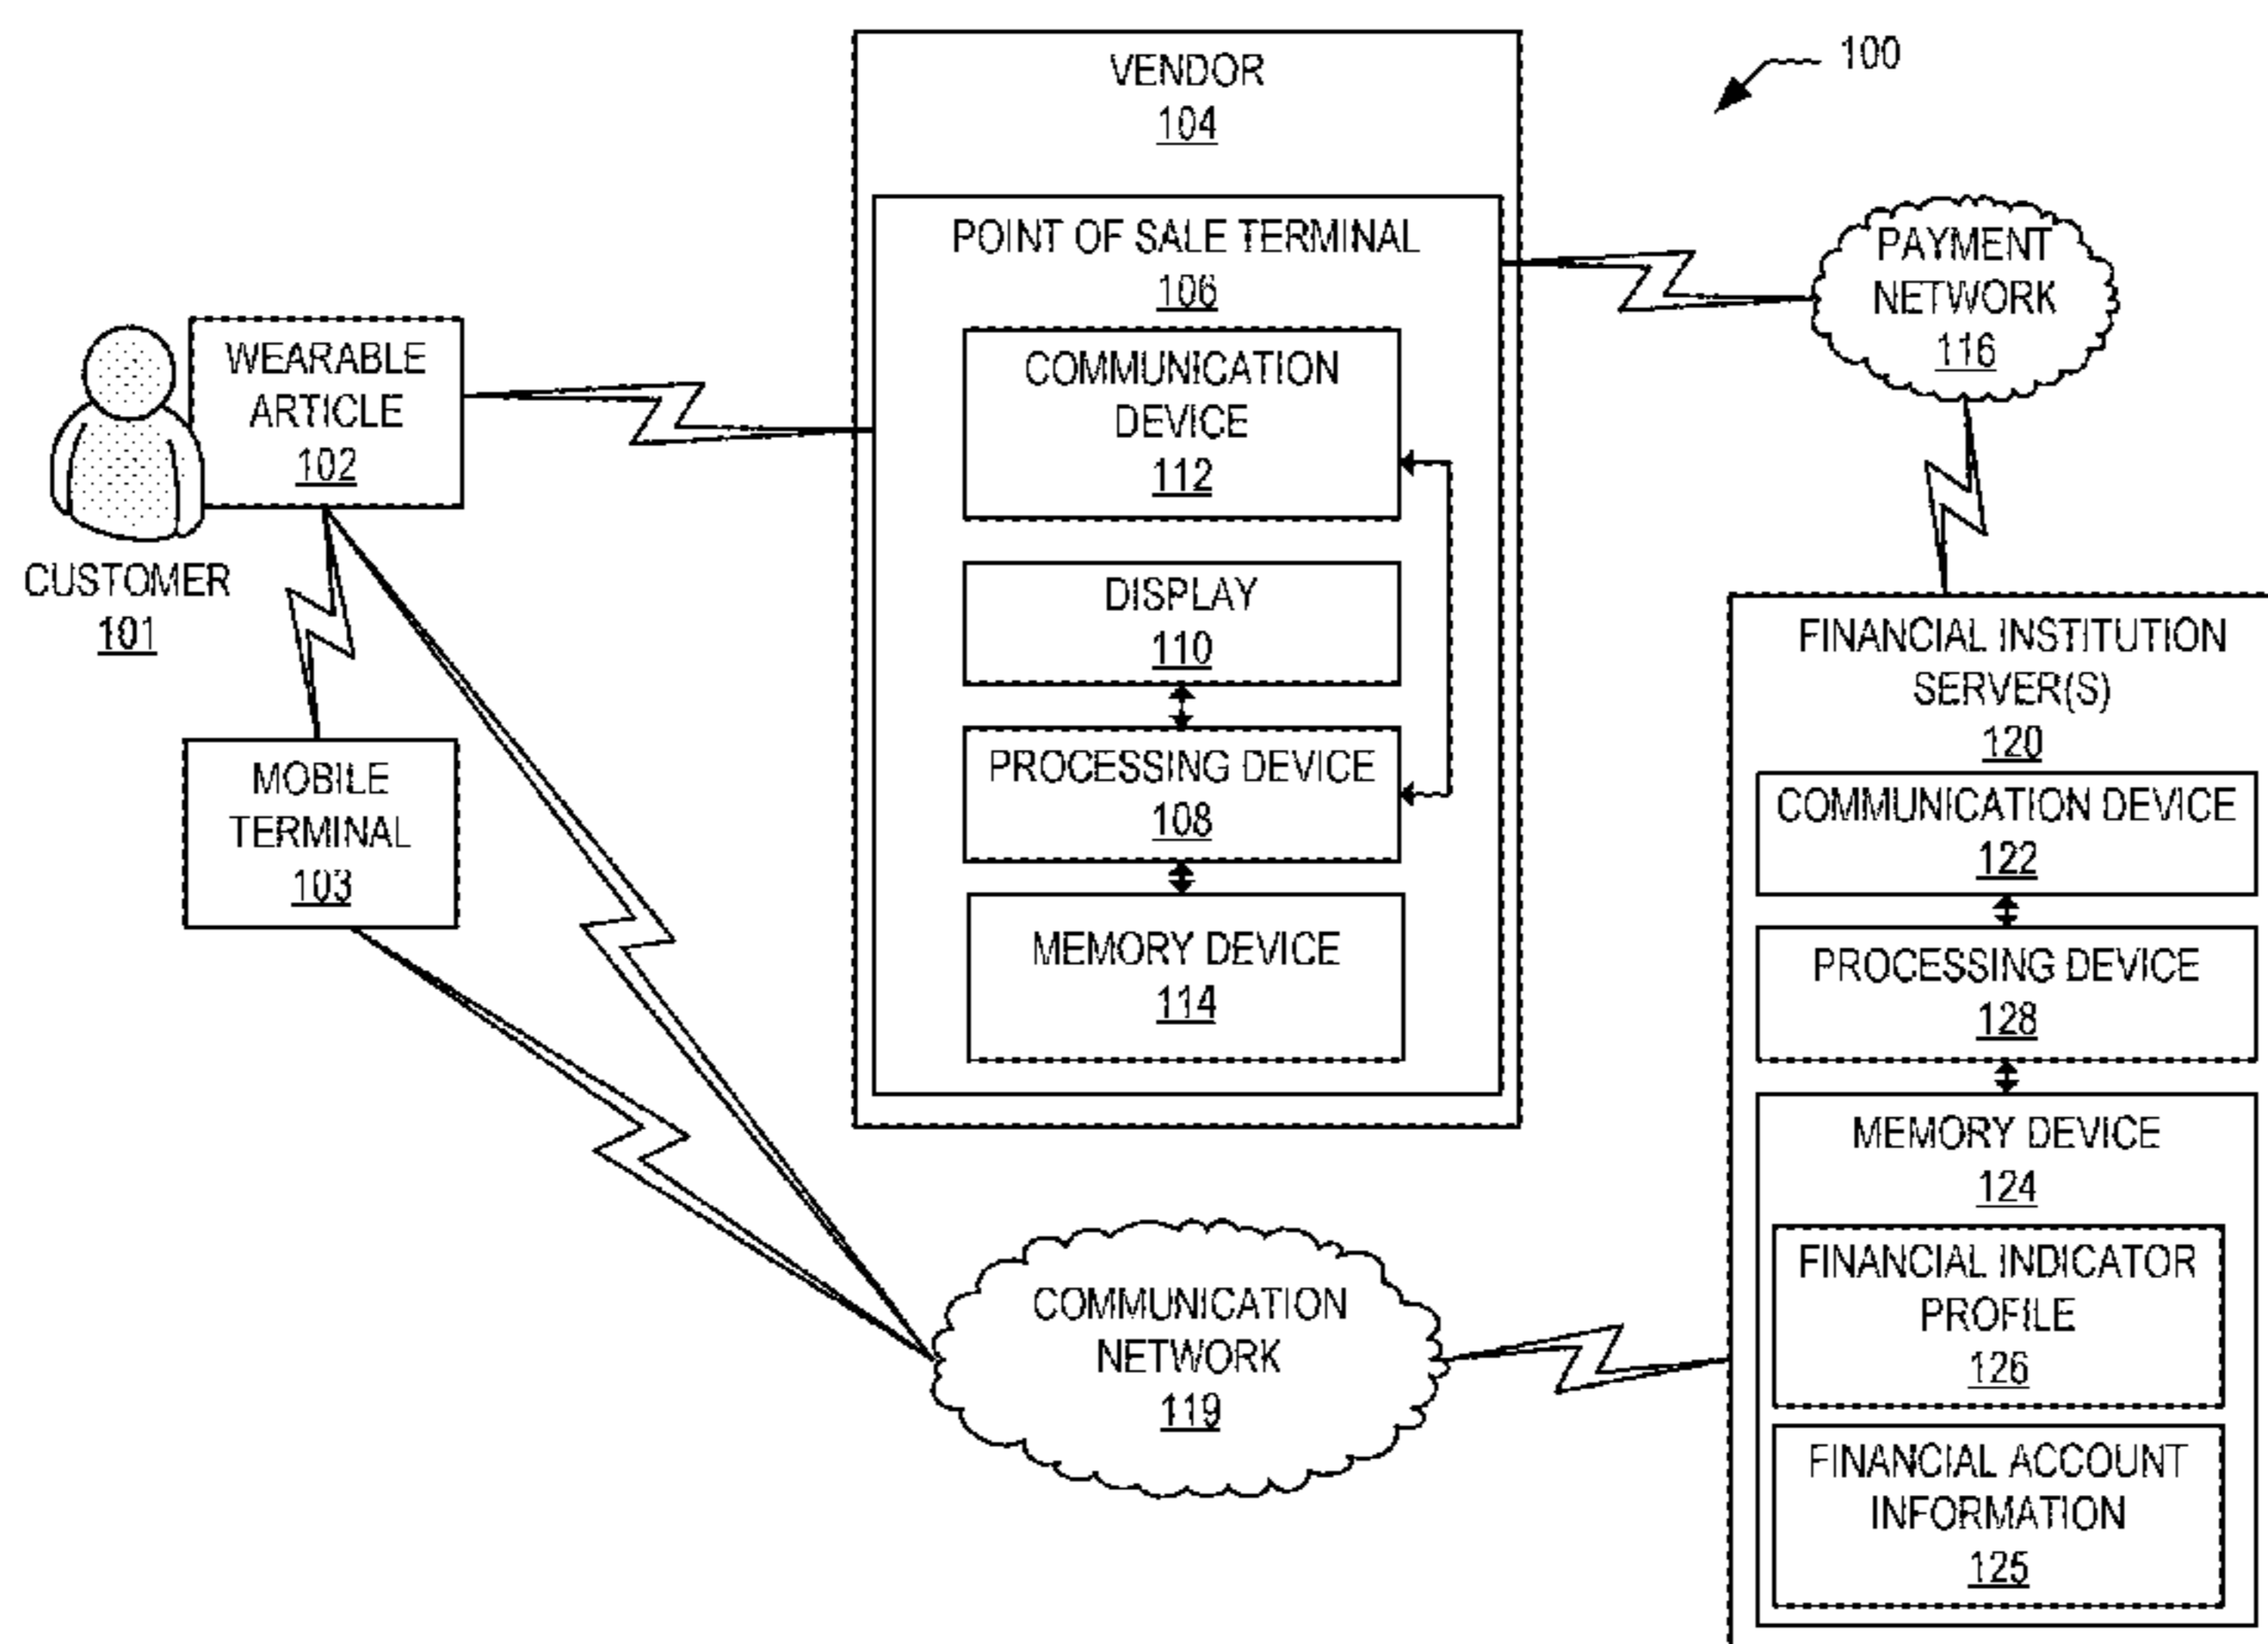 100
VENDOR
104
POINT OF SALE TERMINAL
106
COMMUNICATION
DEVICE
112
DISPLAY
110
PROCESSING DEVICE
108
MEMORY DEVICE
114
PAYMENT
NETWORK
116
WEARABLE
ARTICLE
102
CUSTOMER
101
MOBILE
TERMINAL
103
COMMUNICATION
NETWORK
119
FINANCIAL INSTITUTION
SERVER(S)
120
COMMUNICATION DEVICE
122
PROCESSING DEVICE
128
MEMORY DEVICE
124
FINANCIAL INDICATOR
PROFILE
126
FINANCIAL ACCOUNT
INFORMATION
125